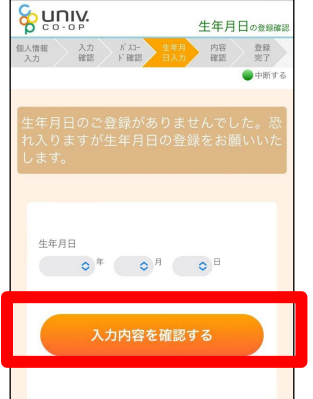 UNIV.
CO-OP
生年月日の登録確認
個人情報
入力
入力
確認
パスコー
ド確認
生年月
日入力
内容
確認
登録
完了
中断する
生年月日のご登録がありませんでした。恐
れ入りますが生年月日の登録をお願いいた
します。
生年月日
年 月 日
入力内容を確認する